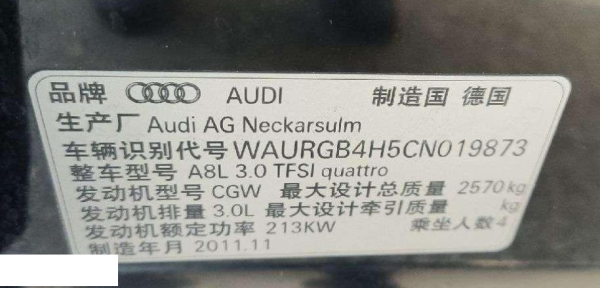 品牌 AUDI 制造国 德国
生产厂 Audi AG Neckarsulm
车辆识别代号 WAURGB4H5CN019873
整车型号 A8L 3.0 TFSI quattro
发动机型号 CGW 最大设计总质量 2570kg
发动机排量 3.0L 最大设计牵引质量 kg
发动机额定功率 213KW 乘坐人数 4
制造年月 2011.11